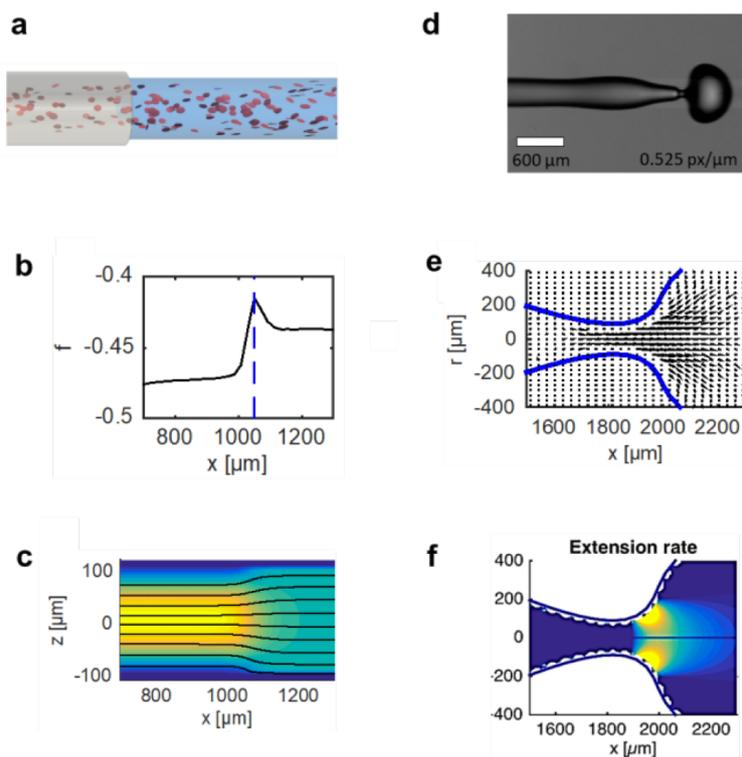 a
d
600 µm
0.525 px/µm
b
-0.4
-0.45
-0.5
f
800
1000
1200
x [µm]
e
400
200
0
-200
-400
r [µm]
1600
1800
2000
2200
x [µm]
c
100
0
-100
z [µm]
800
1000
1200
x [µm]
f
Extension rate
400
200
0
-200
-400
1600
1800
2000
2200
x [µm]